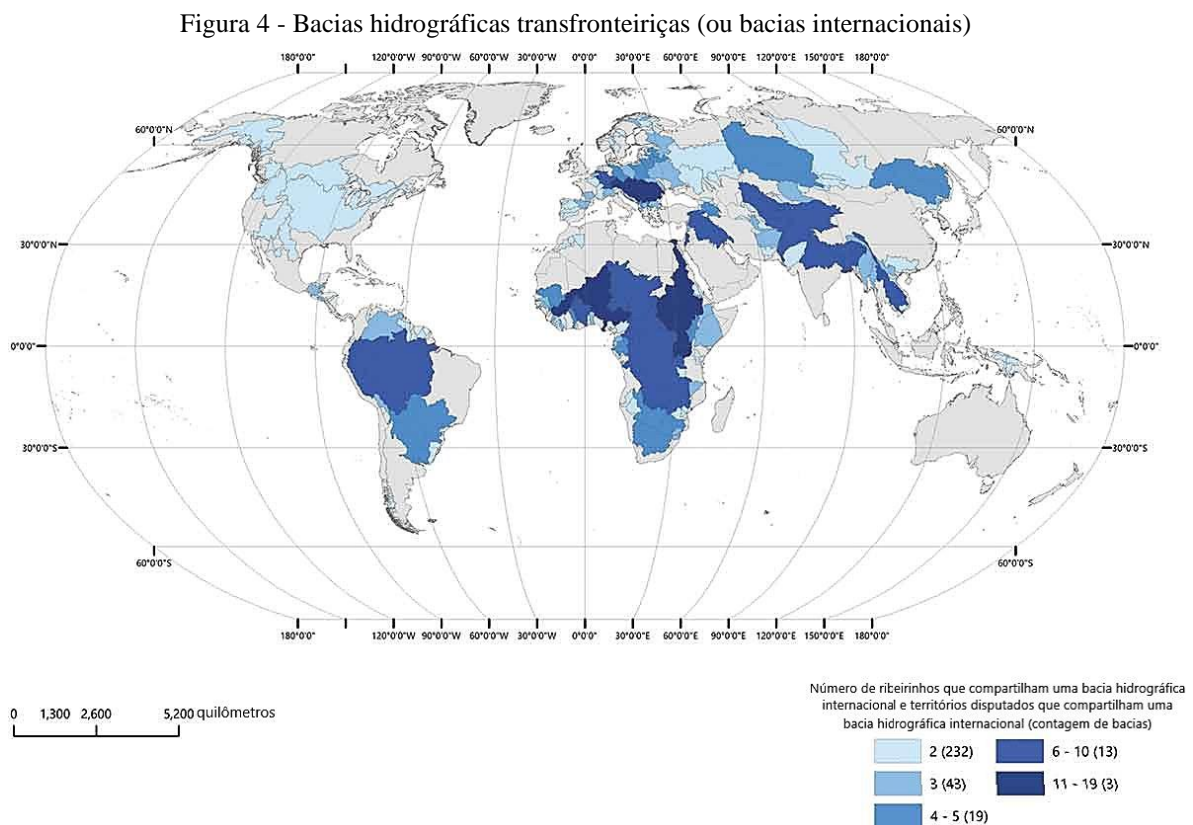 Figura 4 - Bacias hidrográficas transfronteiriças (ou bacias internacionais)
180°0'0" 120°0'0"W 90°0'0"W 60°0'0"W 30°0'0"W 0°0'0" 30°0'0"E 60°0'0"E 120°0'0"E 150°0'0"E 180°0'0"
60°0'0"N 60°0'0"N
30°0'0"N 30°0'0"N
0°0'0" 0°0'0"
30°0'0"S 30°0'0"S
60°0'0"S 60°0'0"S
180°0'0" 120°0'0"W 90°0'0"W 60°0'0"W 30°0'0"W 0°0'0" 30°0'0"E 60°0'0"E 120°0'0"E 150°0'0"E 180°0'0"
0 1,300 2,600 5,200 quilômetros
Número de ribeirinhos que compartilham uma bacia hidrográfica
internacional e territórios disputados que compartilham uma
bacia hidrográfica internacional (contagem de bacias)
2 (232) 6 - 10 (13)
3 (43) 11 - 19 (3)
4 - 5 (19)